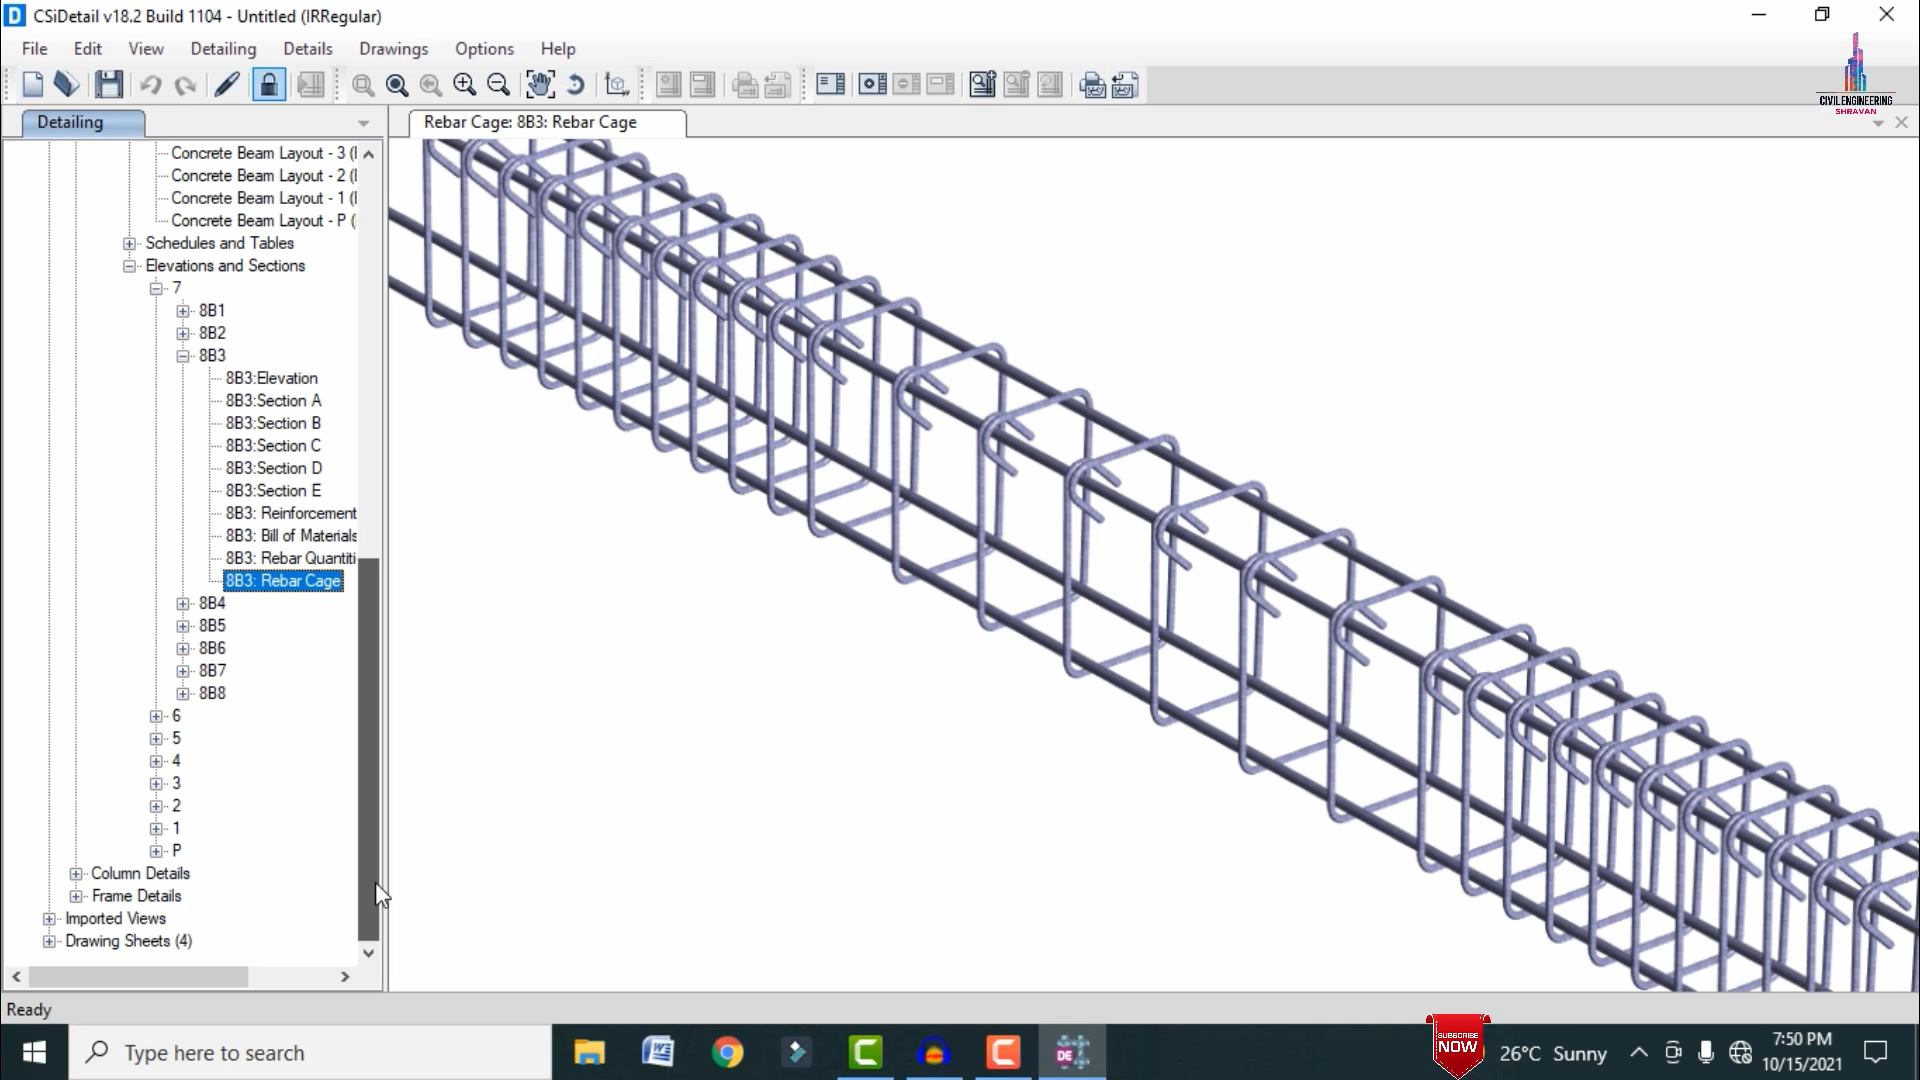 CSiDetail v18.2 Build 1104 - Untitled (IRRegular)
File Edit View Detailing Details Drawings Options Help
CIVIL ENGINEERING
SHRAVAN
Detailing
Rebar Cage: 8B3: Rebar Cage
Concrete Beam Layout - 3 (
Concrete Beam Layout - 2 (
Concrete Beam Layout - 1 (
Concrete Beam Layout - P (
Schedules and Tables
Elevations and Sections
7
8B1
8B2
8B3
8B3:Elevation
8B3:Section A
8B3:Section B
8B3:Section C
8B3:Section D
8B3:Section E
8B3: Reinforcement
8B3: Bill of Materials
8B3: Rebar Quantiti
8B3: Rebar Cage
8B4
8B5
8B6
8B7
8B8
6
5
4
3
2
1
P
Column Details
Frame Details
Imported Views
Drawing Sheets (4)
Ready
Type here to search
DE
SUBSCRIBE
NOW
26°C Sunny
7:50 PM
10/15/2021